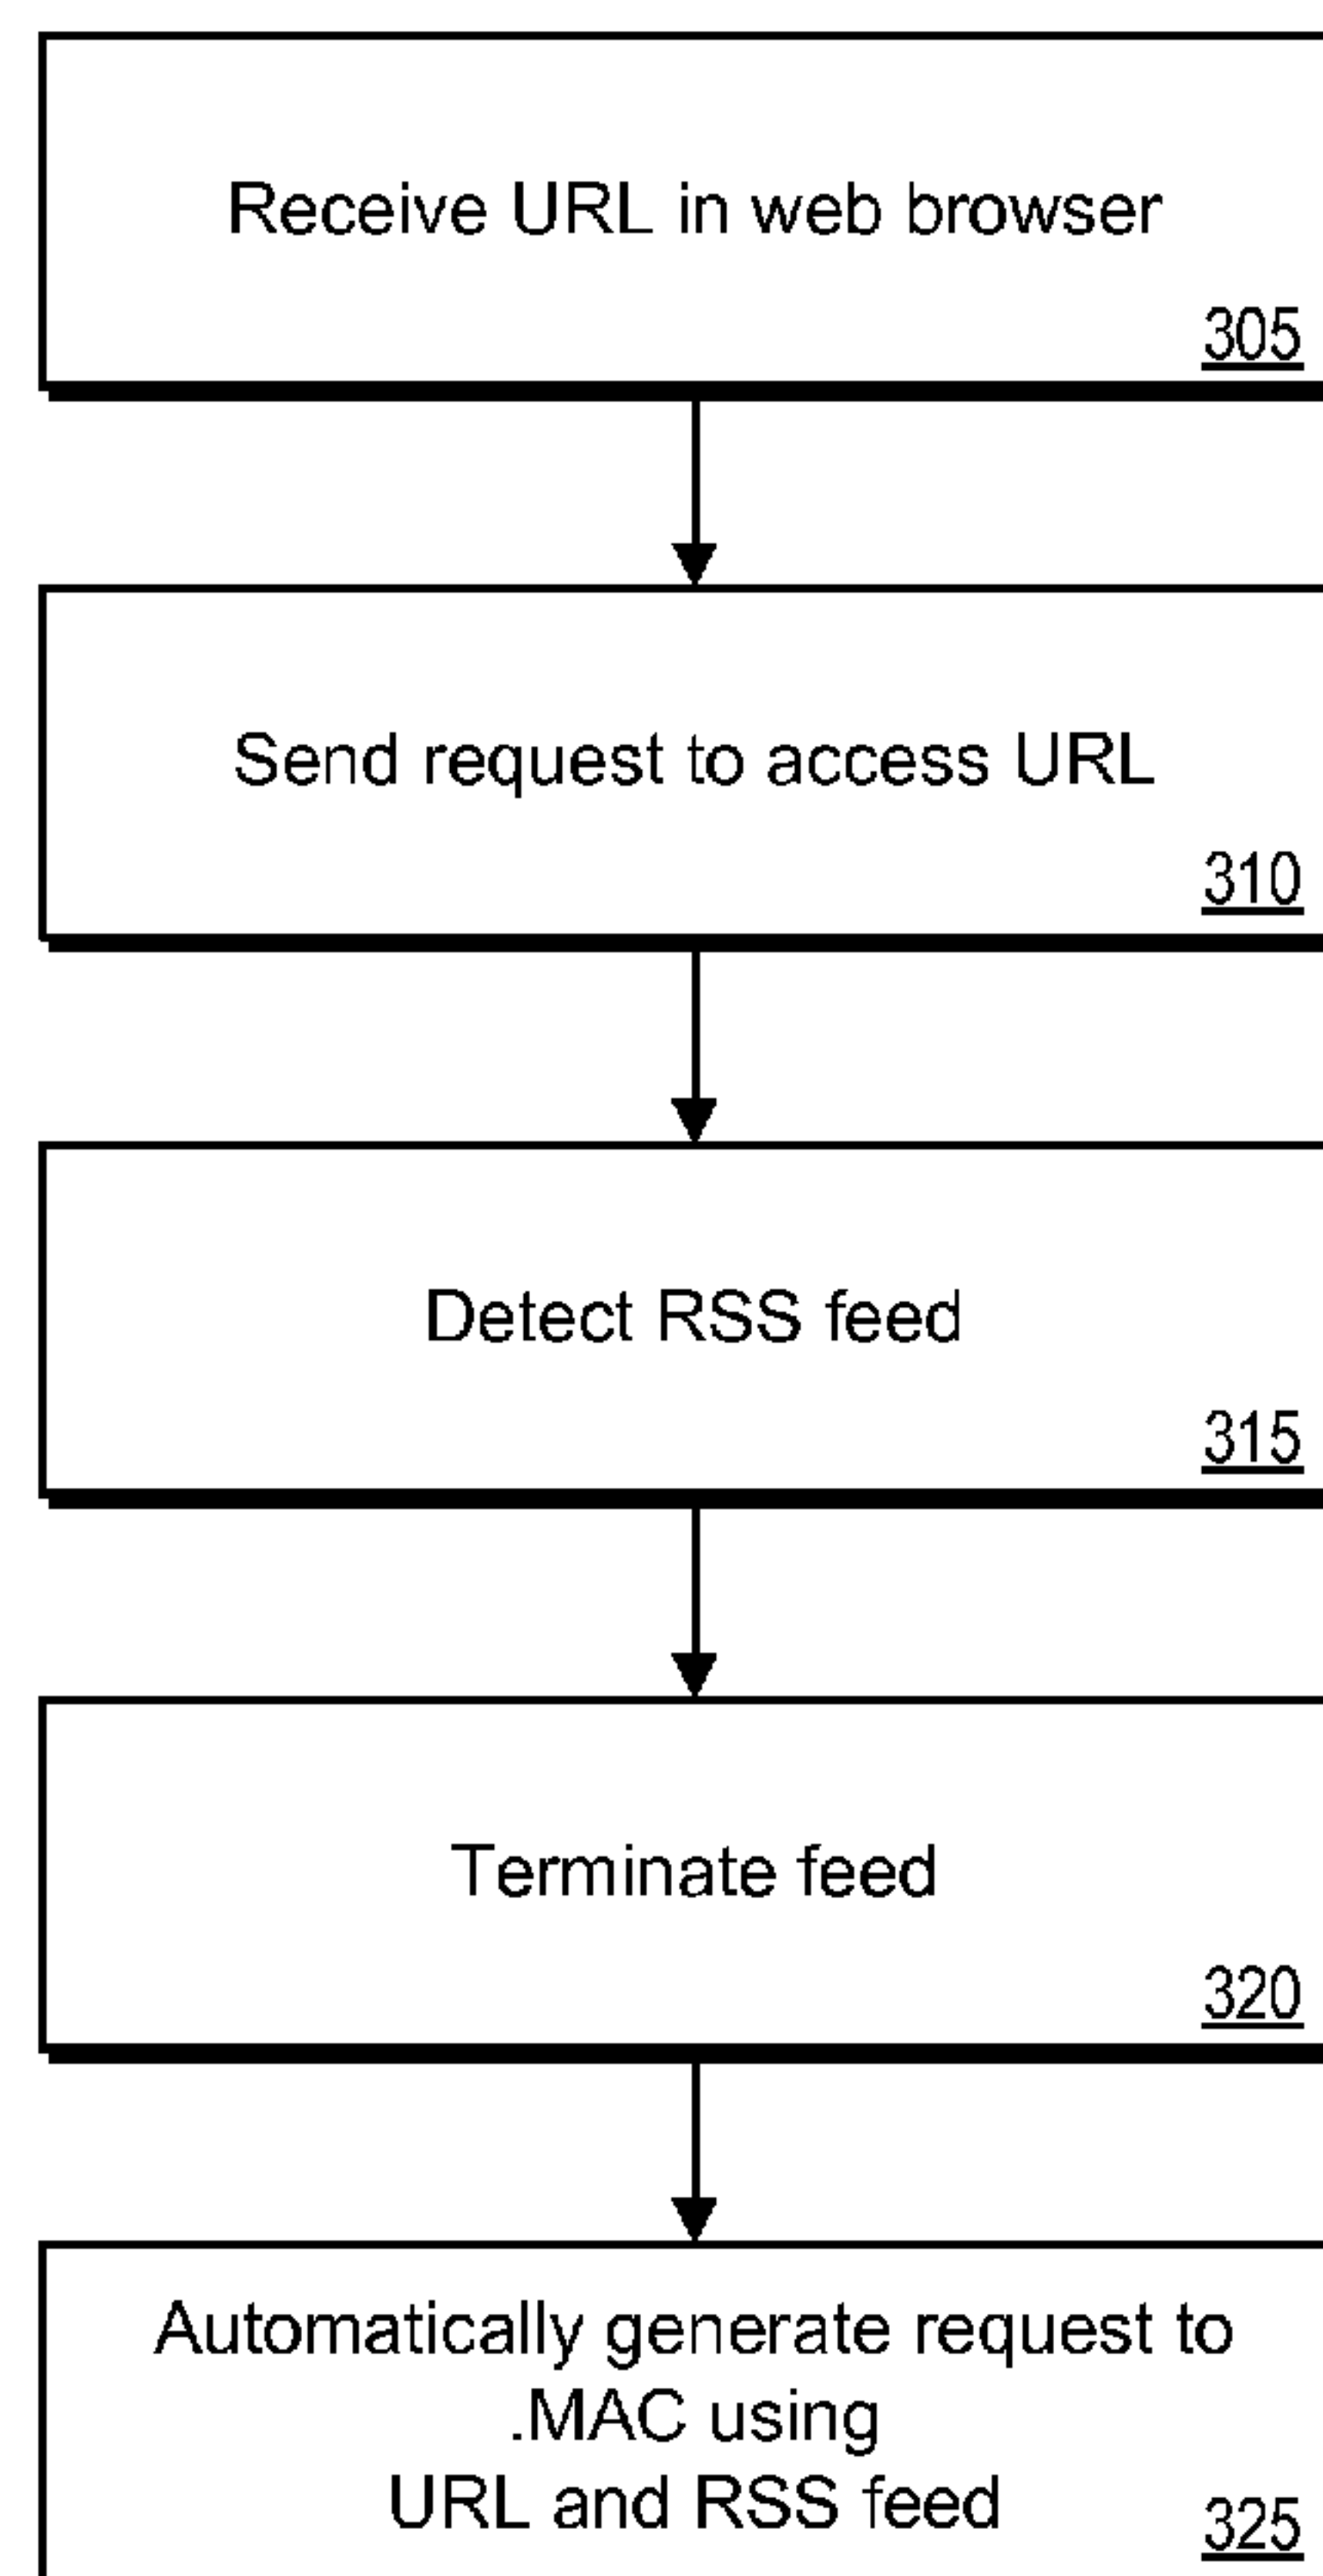 Receive URL in web browser
305
Send request to access URL
310
Detect RSS feed
315
Terminate feed
320
Automatically generate request to
.MAC using
URL and RSS feed
325